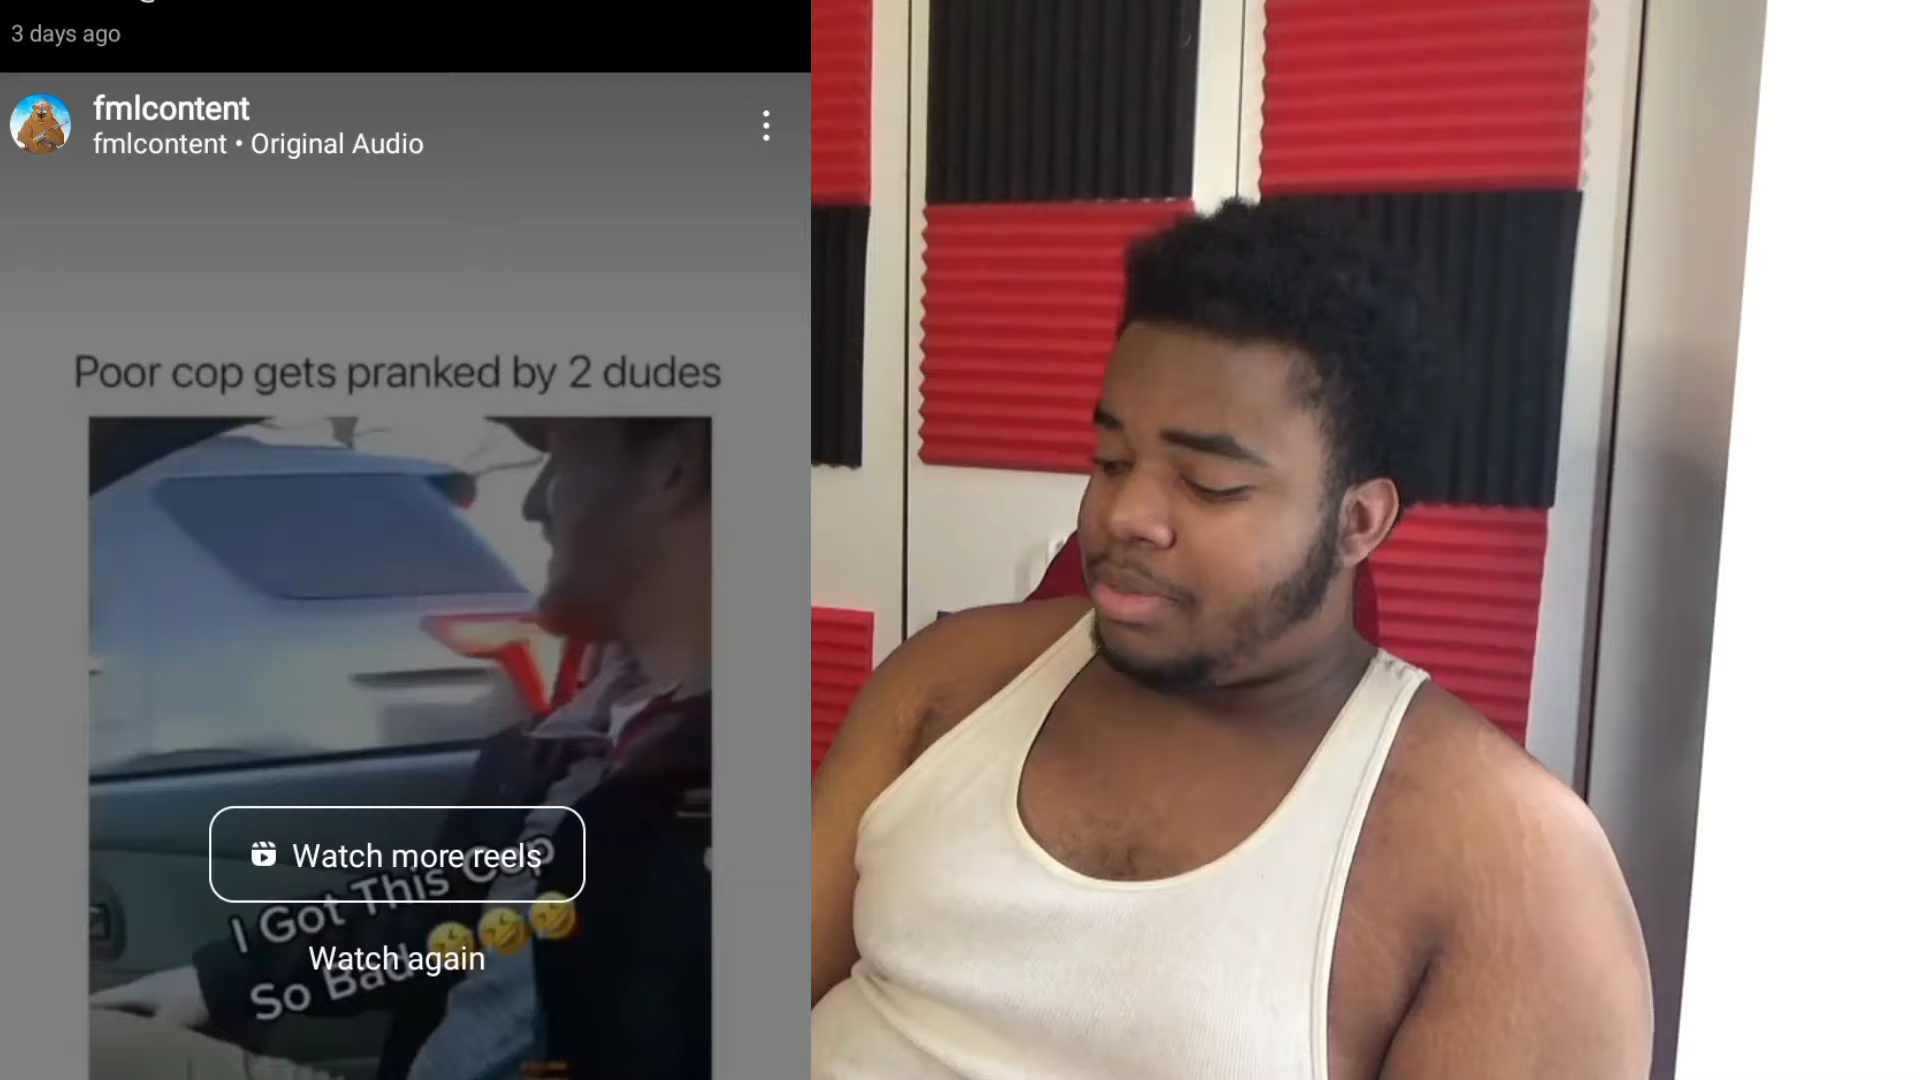 3 days ago
fmlcontent
fmlcontent • Original Audio
Poor cop gets pranked by 2 dudes
Watch more reels
I Got This Cop
So Bad 🤣🤣🤣
Watch again